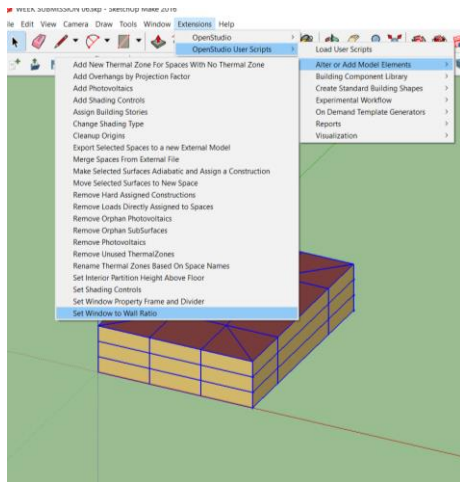 WEEK SUBMISSION 06.skp - SketchUp Make 2016
File Edit View Camera Draw Tools Window Extensions Help
OpenStudio
OpenStudio User Scripts
Load User Scripts
Alter or Add Model Elements
Building Component Library
Create Standard Building Shapes
Experimental Workflow
On Demand Template Generators
Reports
Visualization
Add New Thermal Zone For Spaces With No Thermal Zone
Add Overhangs by Projection Factor
Add Photovoltaics
Add Shading Controls
Assign Building Stories
Change Shading Type
Cleanup Origins
Export Selected Spaces to a new External Model
Merge Spaces From External File
Make Selected Surfaces Adiabatic and Assign a Construction
Move Selected Surfaces to New Space
Remove Hard Assigned Constructions
Remove Loads Directly Assigned to Spaces
Remove Orphan Photovoltaics
Remove Orphan SubSurfaces
Remove Photovoltaics
Remove Unused ThermalZones
Rename Thermal Zones Based On Space Names
Set Interior Partition Height Above Floor
Set Shading Controls
Set Window Property Frame and Divider
Set Window to Wall Ratio